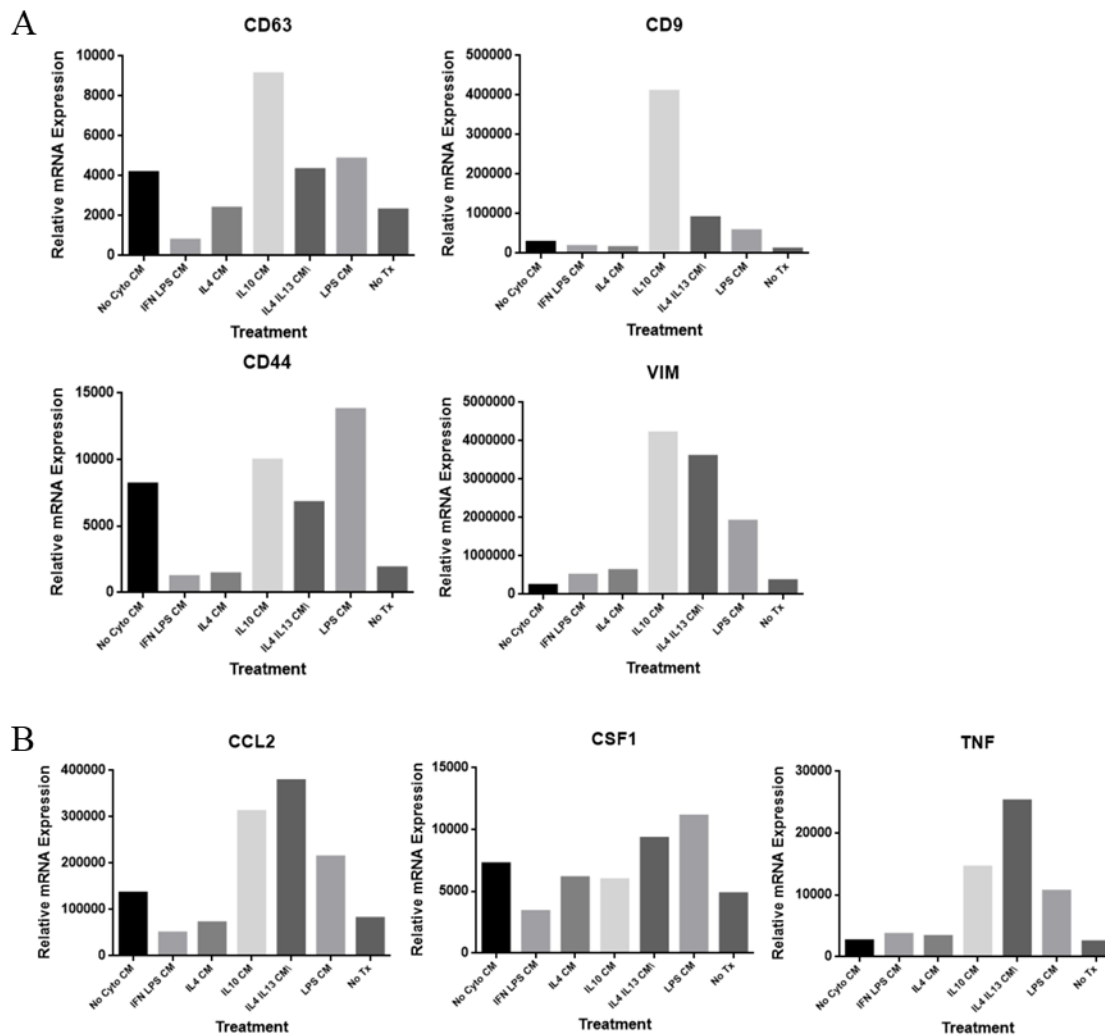 A
CD63
Relative mRNA Expression
10000
8000
6000
4000
2000
0
No Cyto CM
IFN LPS CM
IL4 CM
IL10 CM
IL4 IL13 CM\
LPS CM
No Tx
Treatment
CD9
Relative mRNA Expression
500000
400000
300000
200000
100000
0
No Cyto CM
IFN LPS CM
IL4 CM
IL10 CM
IL4 IL13 CM\
LPS CM
No Tx
Treatment
CD44
Relative mRNA Expression
15000
10000
5000
0
No Cyto CM
IFN LPS CM
IL4 CM
IL10 CM
IL4 IL13 CM\
LPS CM
No Tx
Treatment
VIM
Relative mRNA Expression
5000000
4000000
3000000
2000000
1000000
0
No Cyto CM
IFN LPS CM
IL4 CM
IL10 CM
IL4 IL13 CM\
LPS CM
No Tx
Treatment
B
CCL2
Relative mRNA Expression
400000
300000
200000
100000
0
No Cyto CM
IFN LPS CM
IL4 CM
IL10 CM
IL4 IL13 CM\
LPS CM
No Tx
Treatment
CSF1
Relative mRNA Expression
15000
10000
5000
0
No Cyto CM
IFN LPS CM
IL4 CM
IL10 CM
IL4 IL13 CM\
LPS CM
No Tx
Treatment
TNF
Relative mRNA Expression
30000
20000
10000
0
No Cyto CM
IFN LPS CM
IL4 CM
IL10 CM
IL4 IL13 CM\
LPS CM
No Tx
Treatment